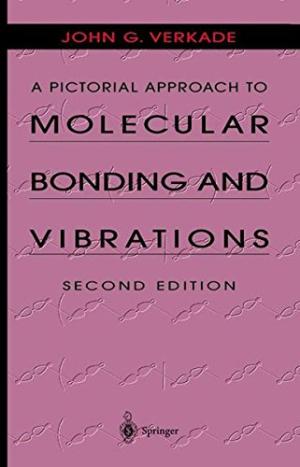 JOHN G. VERKADE
A PICTORIAL APPROACH TO
MOLECULAR
BONDING AND
VIBRATIONS
SECOND EDITION
Springer